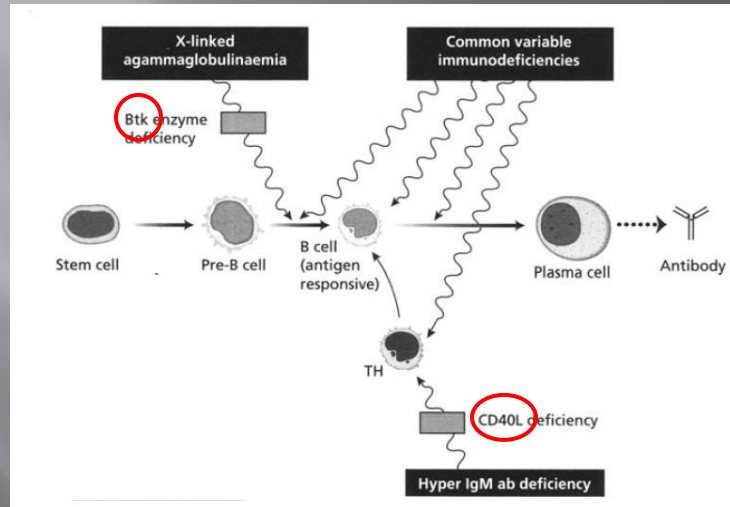 X-linked
agammaglobulinaemia
Common variable
immunodeficiencies
Btk enzyme
deficiency
Stem cell
Pre-B cell
B cell
(antigen
responsive)
Plasma cell
Antibody
TH
CD40L deficiency
Hyper IgM ab deficiency